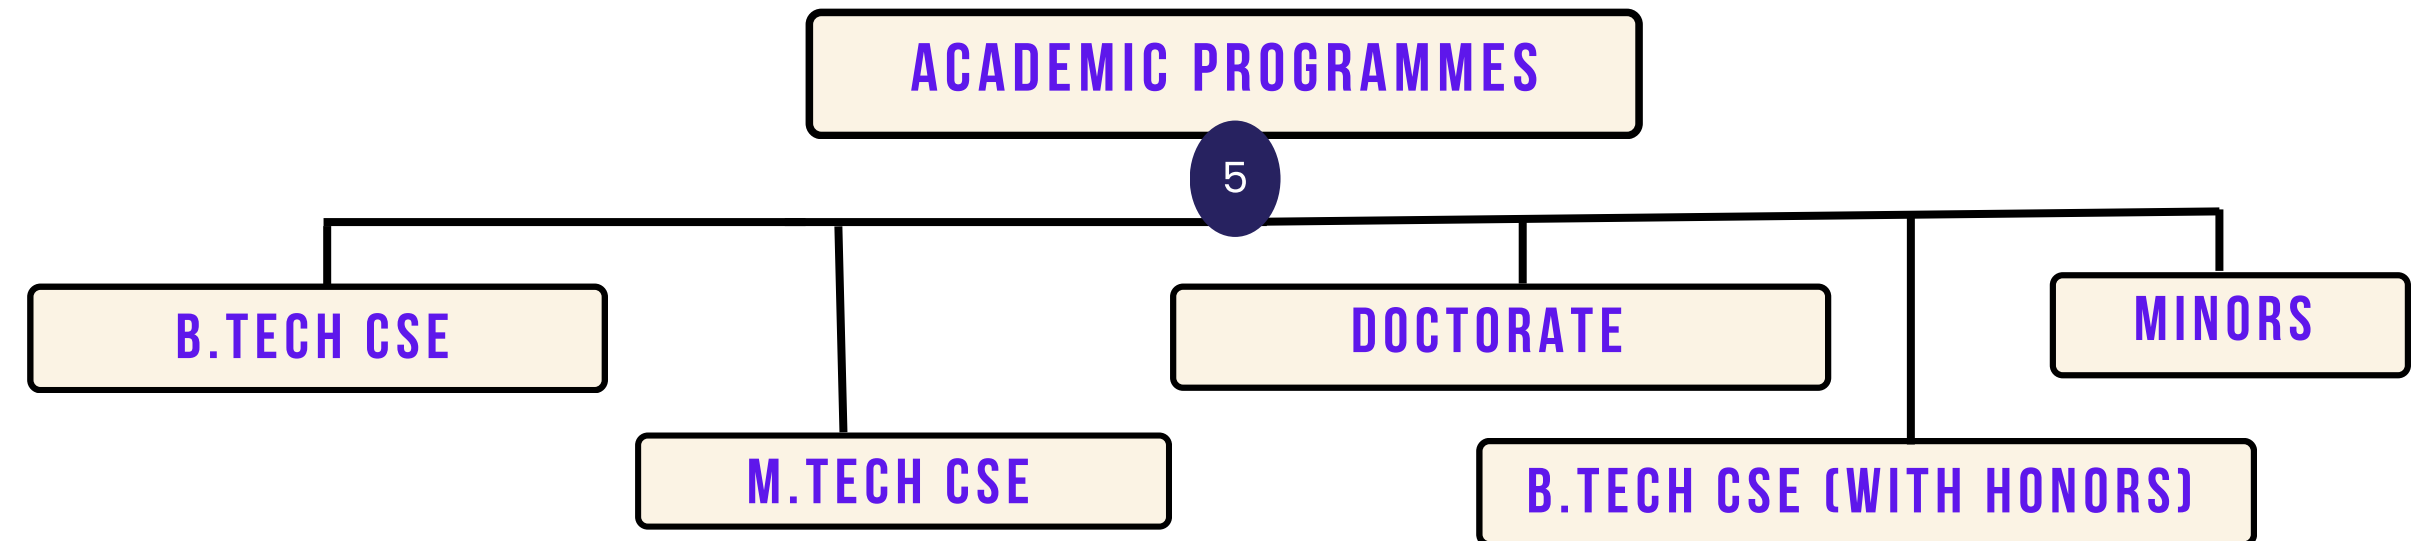 ACADEMIC PROGRAMMES
5
B.TECH CSE
DOCTORATE
MINORS
M.TECH CSE
B.TECH CSE (WITH HONORS)